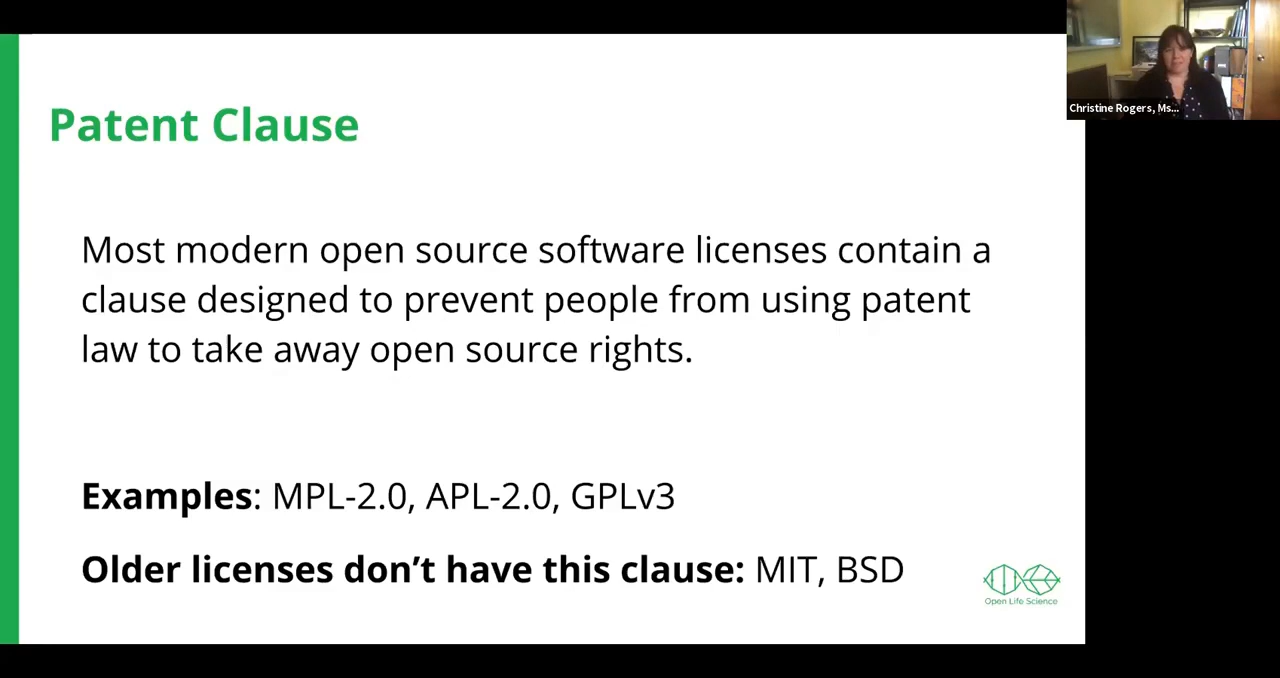 Patent Clause
Christine Rogers, Ms...
Most modern open source software licenses contain a
clause designed to prevent people from using patent
law to take away open source rights.
Examples: MPL-2.0, APL-2.0, GPLv3
Older licenses don’t have this clause: MIT, BSD
Open Life Science